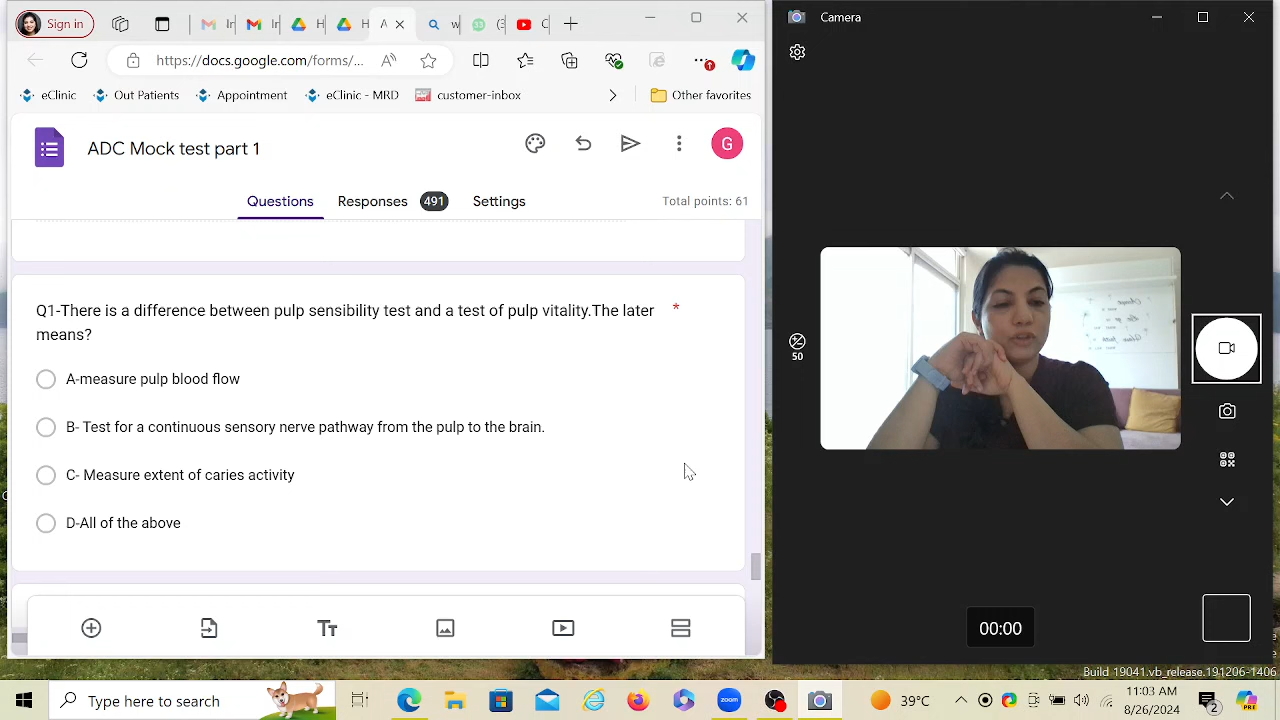 Camera
Sign in
https://docs.google.com/forms/...
eClinic
Out Patients
Appointment
eClinic - MRD
customer-inbox
Other favorites
ADC Mock test part 1
G
Questions
Responses
491
Settings
Total points: 61
Q1-There is a difference between pulp sensibility test and a test of pulp vitality.The later *
means?
A-measure pulp blood flow
B- Test for a continuous sensory nerve pathway from the pulp to the brain.
C- Measure extent of caries activity
D-All of the above
50
00:00
Build 19041.vb_release.191206-1406
Type here to search
zoom
39°C
11:03 AM
8/26/2024
2
PRE